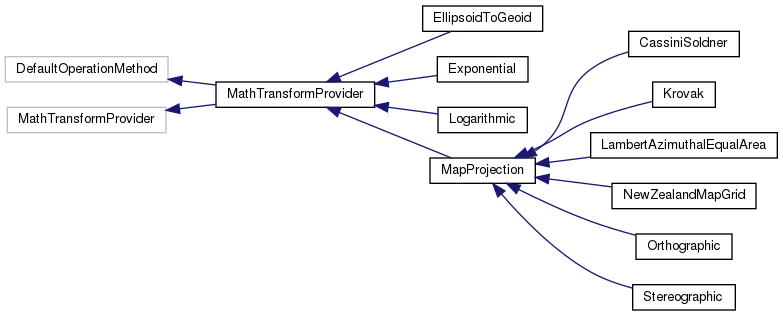 EllipsoidToGeoid
CassiniSoldner
DefaultOperationMethod
Exponential
MathTransformProvider
Krovak
MathTransformProvider
Logarithmic
LambertAzimuthalEqualArea
MapProjection
NewZealandMapGrid
Orthographic
Stereographic